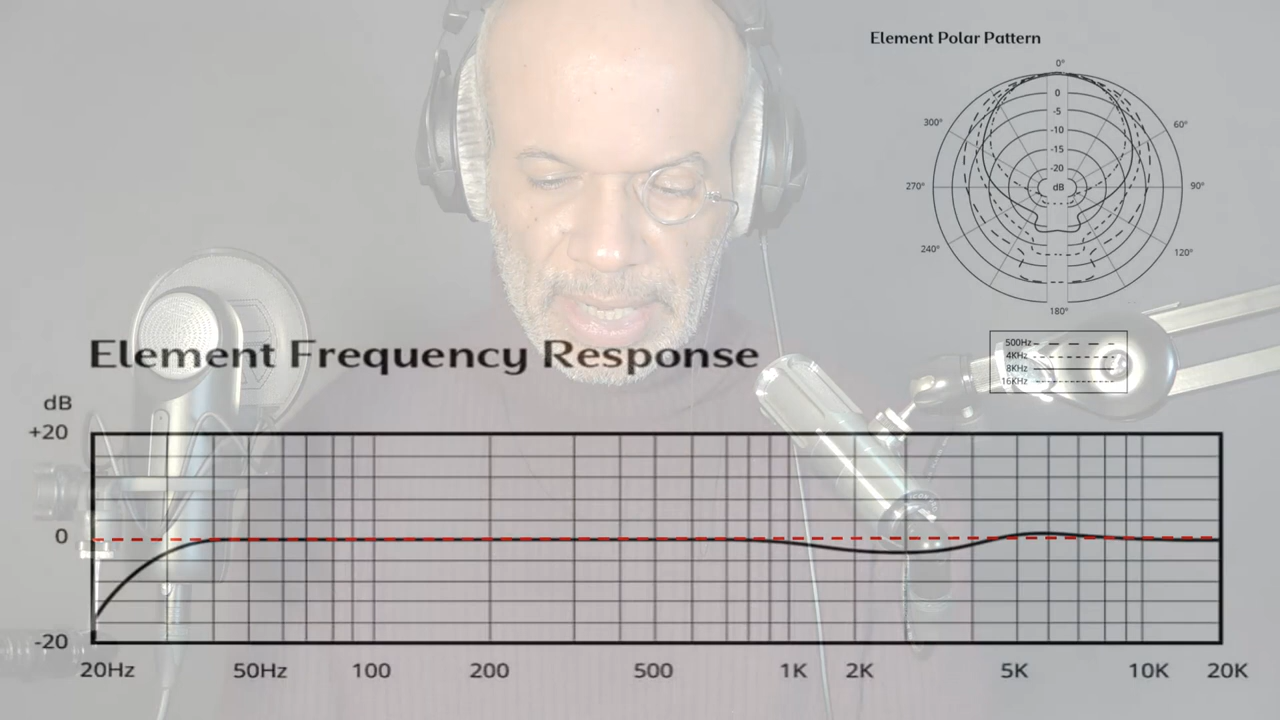 Element Polar Pattern
0°
0
-5
-10
-15
-20
dB
300°
60°
270°
90°
240°
120°
180°
500Hz
4KHz
8KHz
16KHz
Element Frequency Response
dB
+20
0
-20
20Hz 50Hz 100 200 500 1K 2K 5K 10K 20K